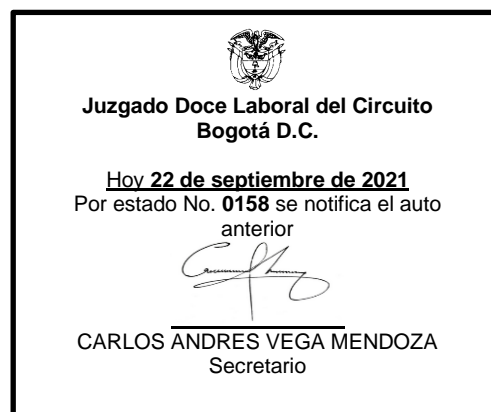 Juzgado Doce Laboral del Circuito
Bogotá D.C.
Hoy 22 de septiembre de 2021
Por estado No. 0158 se notifica el auto
anterior
CARLOS ANDRES VEGA MENDOZA
Secretario